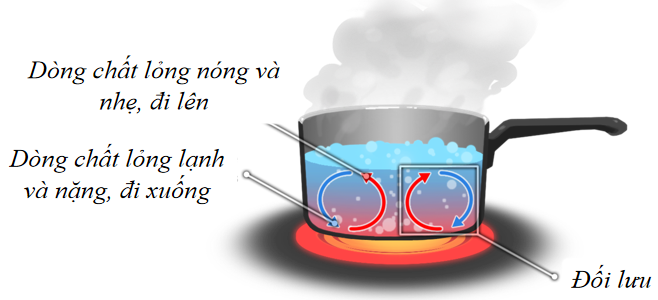 Dòng chất lỏng nóng và
nhẹ, đi lên
Dòng chất lỏng lạnh
và nặng, đi xuống
Đối lưu